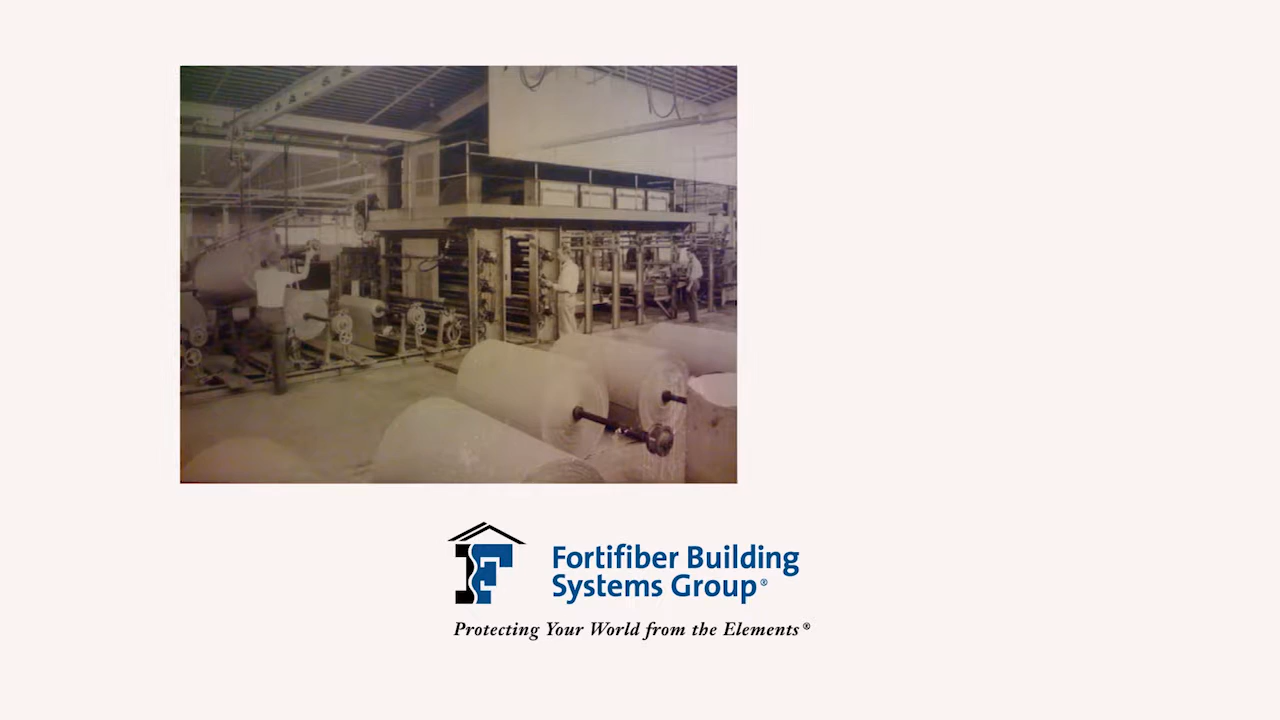 Fortifiber Building
Systems Group®
Protecting Your World from the Elements®